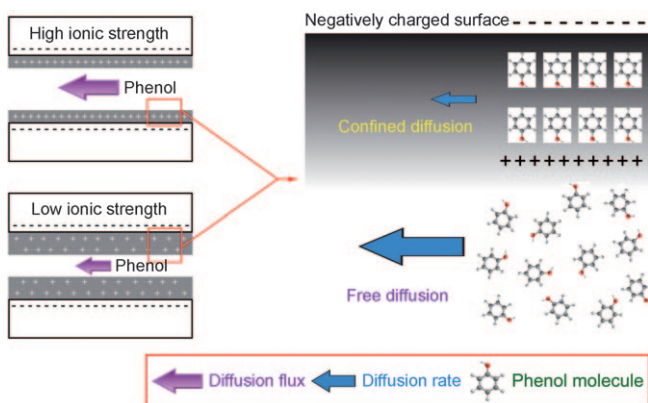 High ionic strength
Phenol
Low ionic strength
Phenol
Negatively charged surface
Confined diffusion
+++++++++
Free diffusion
Diffusion flux
Diffusion rate
Phenol molecule